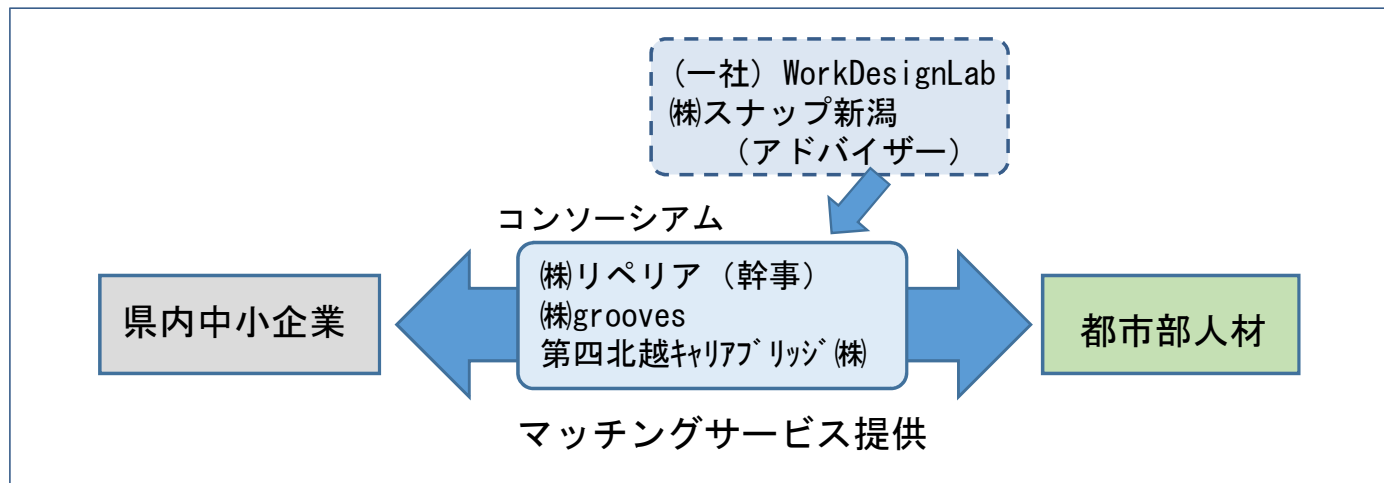 (一社) WorkDesignLab
㈱スナップ新潟
(アドバイザー)
コンソーシアム
㈱リペリア (幹事)
㈱grooves
第四北越ｷｬﾘｱﾌﾞﾘｯｼﾞ㈱
県内中小企業
都市部人材
マッチングサービス提供